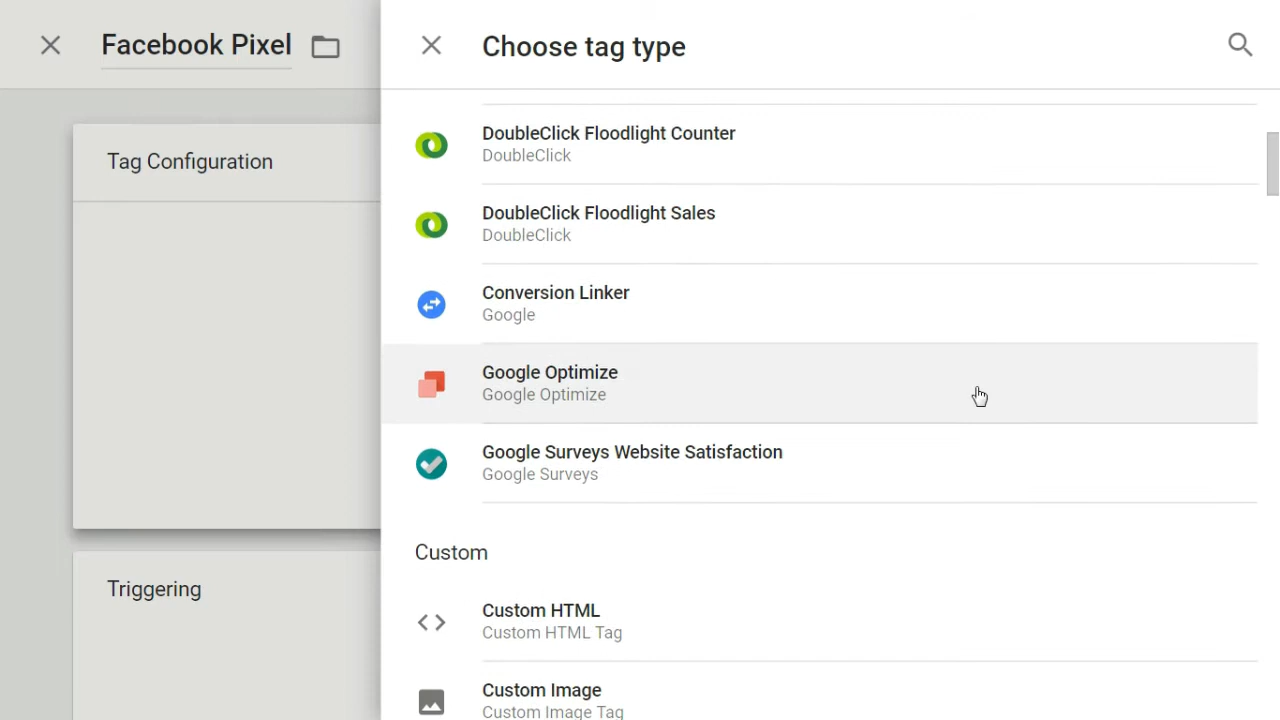 Facebook Pixel
Choose tag type
Tag Configuration
Triggering
DoubleClick Floodlight Counter
DoubleClick
DoubleClick Floodlight Sales
DoubleClick
Conversion Linker
Google
Google Optimize
Google Optimize
Google Surveys Website Satisfaction
Google Surveys
Custom
Custom HTML
Custom HTML Tag
Custom Image
Custom Image Tag